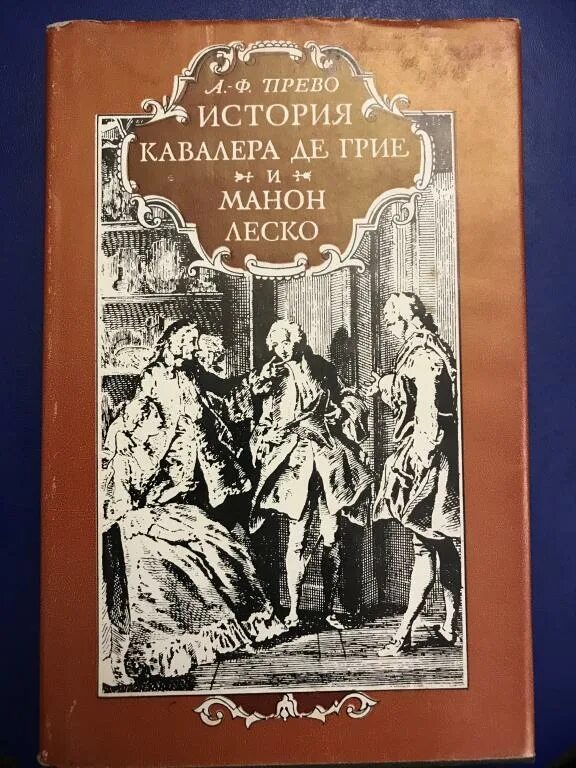 А.-Ф. ПРЕВО
ИСТОРИЯ
КАВАЛЕРА ДЕ ГРИЕ
И
МАНОН
ЛЕСКО